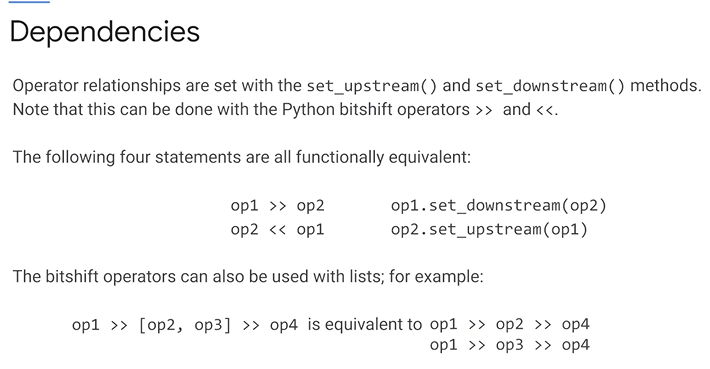 Dependencies
Operator relationships are set with the set_upstream() and set_downstream() methods.
Note that this can be done with the Python bitshift operators >> and <<.
The following four statements are all functionally equivalent:
op1 >> op2 op1.set_downstream(op2)
op2 << op1 op2.set_upstream(op1)
The bitshift operators can also be used with lists; for example:
op1 >> [op2, op3] >> op4 is equivalent to op1 >> op2 >> op4
op1 >> op3 >> op4